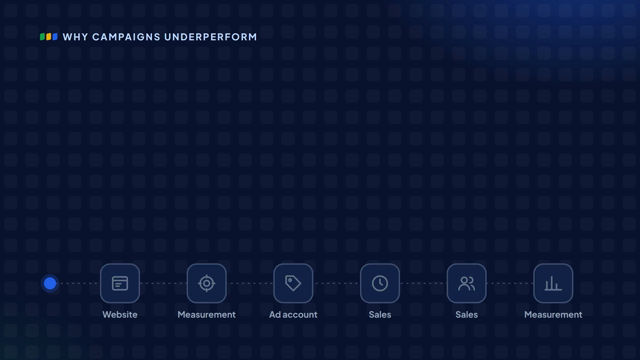 WHY CAMPAIGNS UNDERPERFORM
Website
Measurement
Ad account
Sales
Sales
Measurement